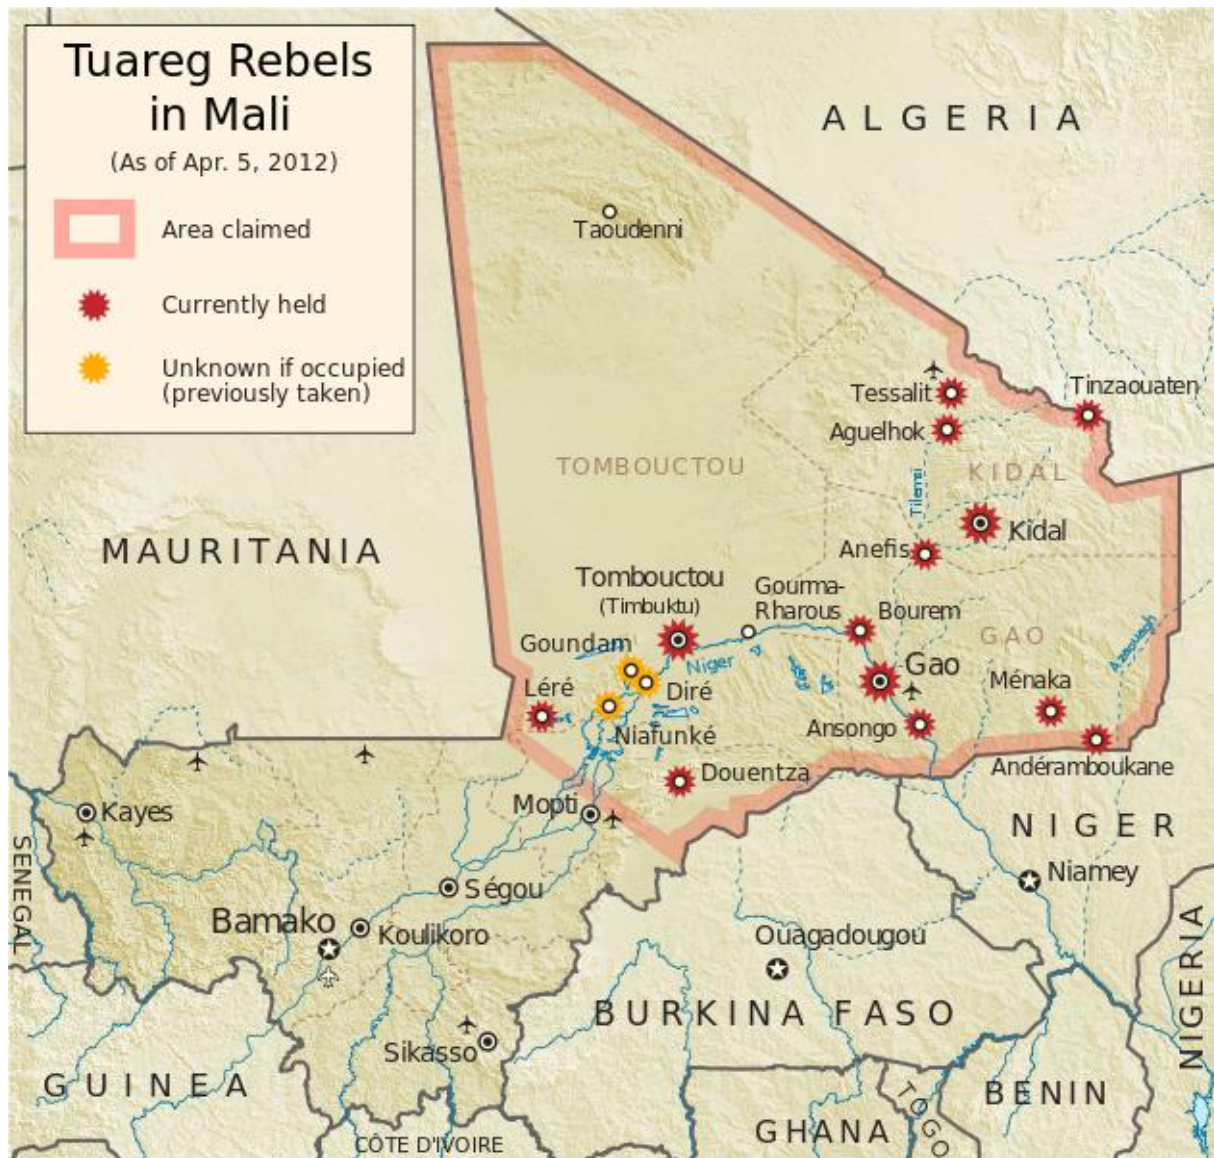 Tuareg Rebels
in Mali
(As of Apr. 5, 2012)
Area claimed
Currently held
Unknown if occupied
(previously taken)
ALGERIA
Taoudenni
Tessalit
Tinzaouaten
Aguelhok
TOMBOUCTOU
KIDAL
Tilemsi
Kidal
MAURITANIA
Anefis
Tombouctou
(Timbuktu)
Gourma-
Rharous
Bourem
GAO
Azaouagh
Goundam
Niger
Gao
Léré
Diré
Ménaka
Niafunké
Ansongo
Andéramboukane
Douentza
Mopti
Kayes
NIGER
SENEGAL
Ségou
Niamey
Bamako
Koulikoro
Ouagadougou
NIGERIA
BURKINA FASO
Sikasso
GUINEA
BENIN
TOGO
GHANA
CÔTE D'IVOIRE